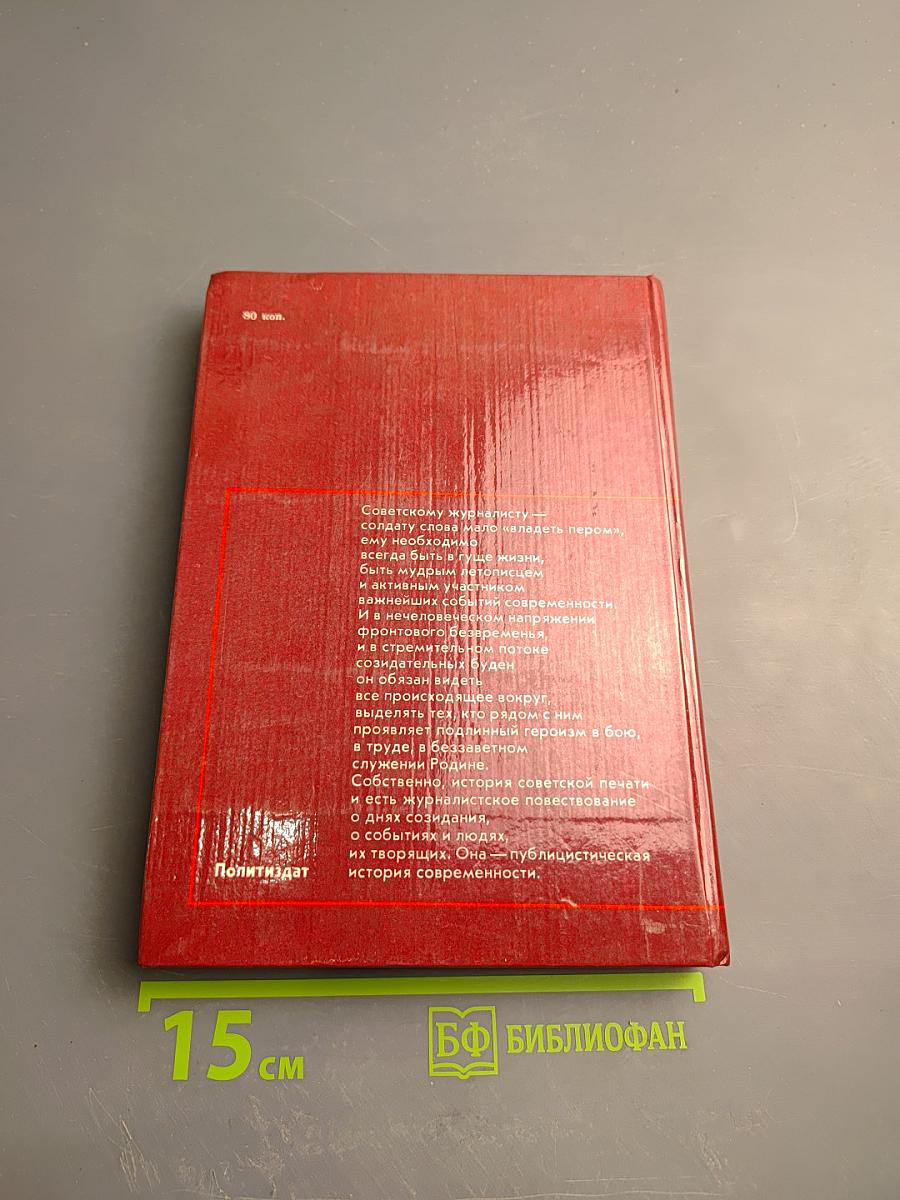 80 коп.
Советскому журналисту —
солдату слова мало «владеть пером»,
ему необходимо
всегда быть в гуще жизни,
быть мудрым летописцем
и активным участником
важнейших событий современности.
И в нечеловеческом напряжении
фронтового безвременья,
и в стремительном потоке
созидательных буден
он обязан видеть
все происходящее вокруг,
выделять тех, кто рядом с ним
проявляет подлинный героизм в бою,
в труде, в беззаветном
служении Родине.
Собственно, история советской печати
и есть журналистское повествование
о днях созидания,
о событиях и людях,
их творящих. Она — публицистическая
история современности.
Политиздат
15 см
БФ БИБЛИОФАН